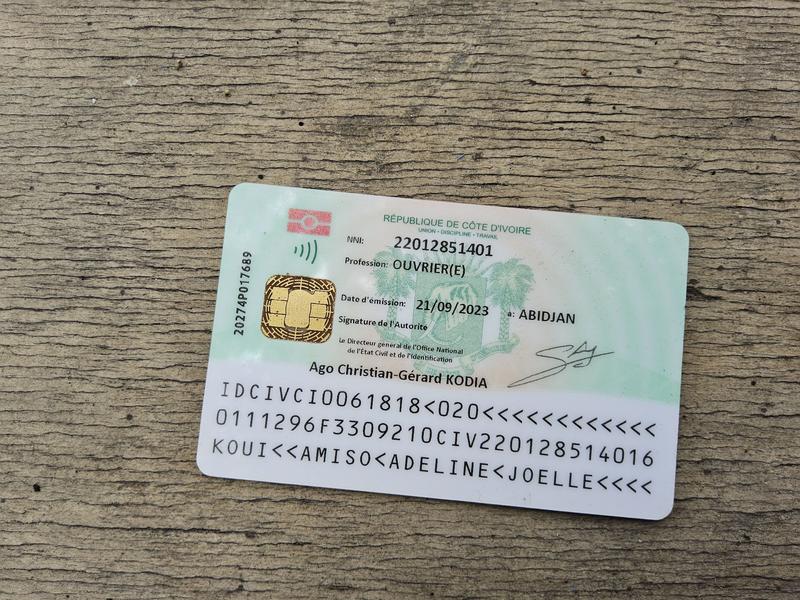 RÉPUBLIQUE DE CÔTE D'IVOIRE
UNION - DISCIPLINE - TRAVAIL
NNI: 22012851401
Profession: OUVRIER(E)
Date d'émission: 21/09/2023 à: ABIDJAN
Signature de l'Autorité
Le Directeur général de l'Office National
de l'État Civil et de l'Identification
Ago Christian-Gérard KODIA
20274P017689
IDCIVCI0061818<020<<<<<<<<<<<<
0111296F3309210CIV220128514016
KOUI<<AMISO<ADELINE<JOELLE<<<<